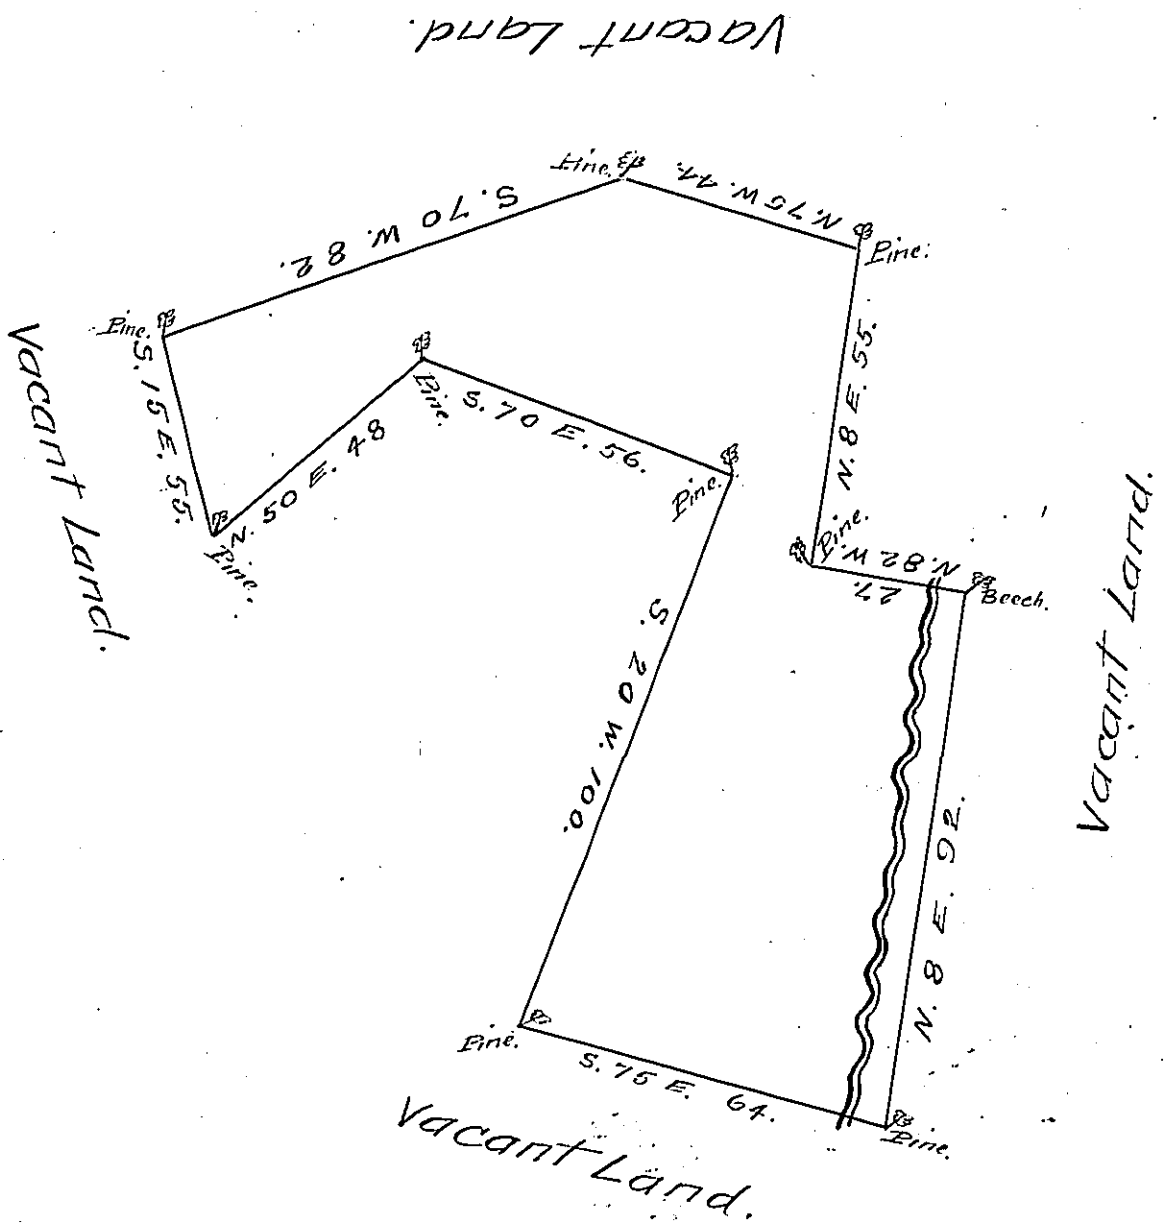 Vacant Land.
Pine.
N. 75 W. 44.
Pine.
S. 70 W. 82.
Pine.
Vacant Land.
S. 15 E. 55.
Pine.
N. 50 E. 48
Pine.
S. 70 E. 56.
Pine.
N. 8 E. 55.
Pine.
N. 82 W.
27.
Beech.
Vacant Land.
S. 20 W. 100.
N. 8 E. 92.
Pine.
S. 75 E. 64.
Pine.
Vacant Land.